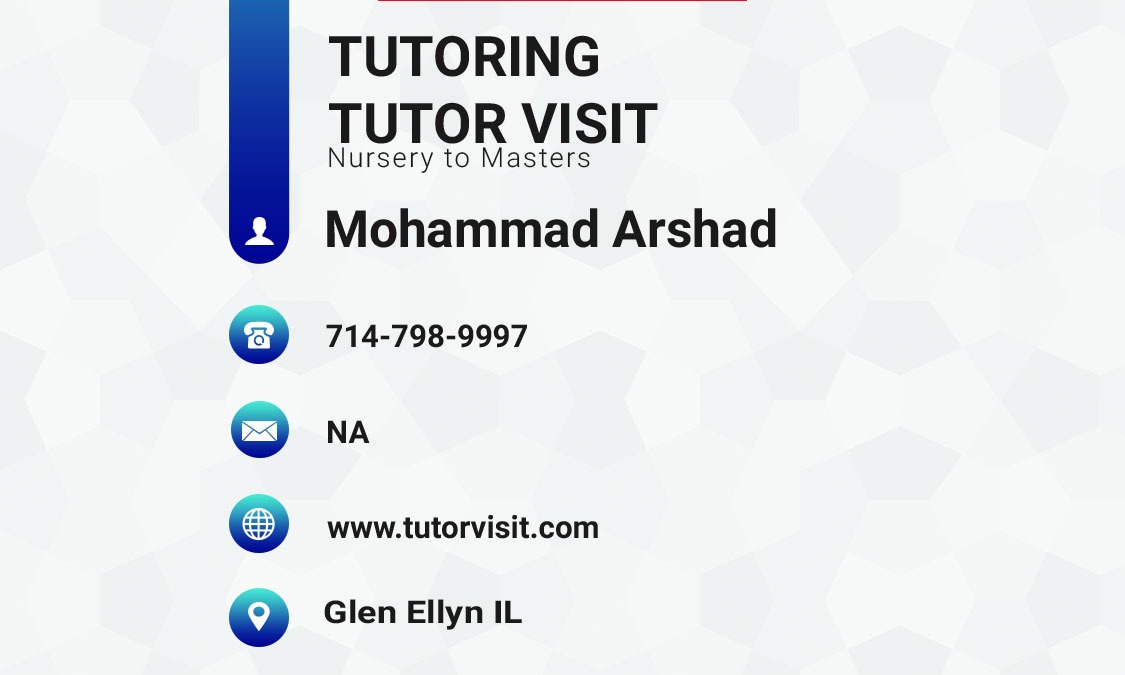 TUTORING
TUTOR VISIT
Nursery to Masters
Mohammad Arshad
714-798-9997
NA
www.tutorvisit.com
Glen Ellyn IL